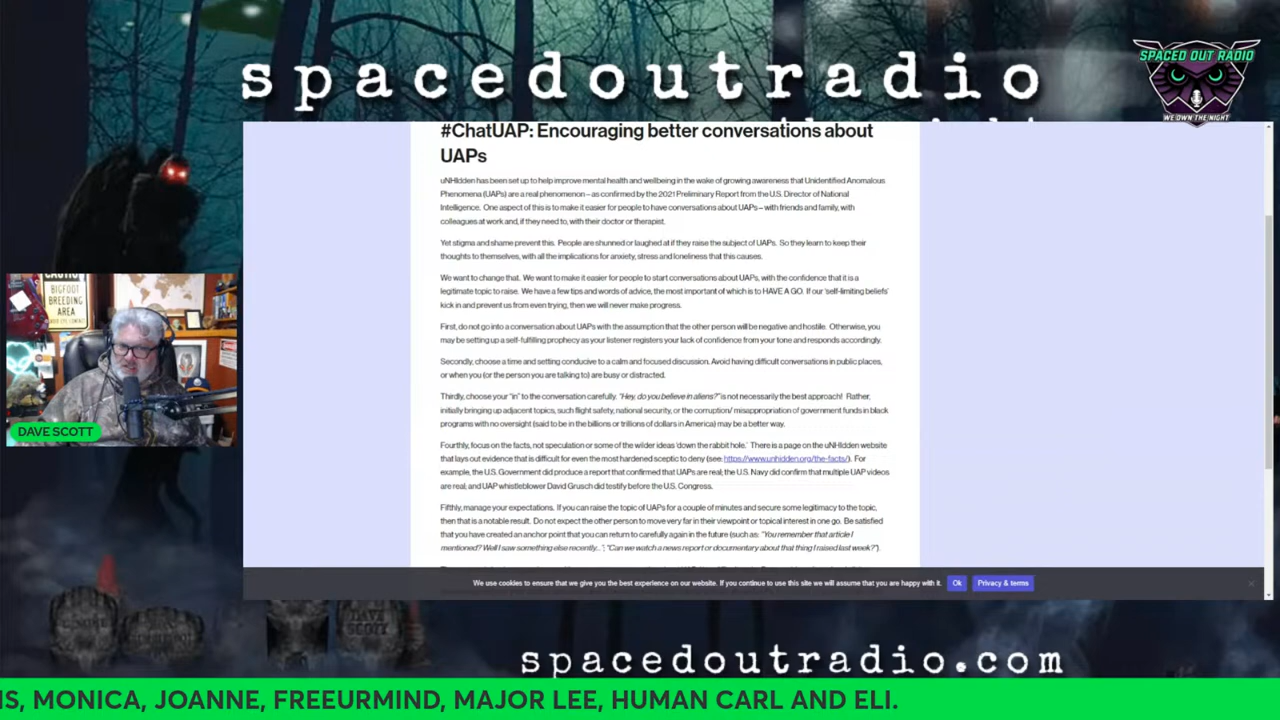 spacedoutradio
SPACED OUT RADIO
WE OWN THE NIGHT
#ChatUAP: Encouraging better conversations about
UAPs
uNHIdden has been set up to help improve mental health and wellbeing in the wake of growing awareness that Unidentified Anomalous
Phenomena (UAPs) are a real phenomenon – as confirmed by the 2021 Preliminary Report from the U.S. Director of National
Intelligence. One aspect of this is to make it easier for people to have conversations about UAPs – with friends and family, with
colleagues at work and, if they need to, with their doctor or therapist.
Yet stigma and shame prevent this. People are shunned or laughed at if they raise the subject of UAPs. So they learn to keep their
thoughts to themselves, with all the implications for anxiety, stress and loneliness that this causes.
We want to change that. We want to make it easier for people to start conversations about UAPs, with the confidence that it is a
legitimate topic to raise. We have a few tips and words of advice, the most important of which is to HAVE A GO. If our 'self-limiting beliefs'
kick in and prevent us from even trying, then we will never make progress.
First, do not go into a conversation about UAPs with the assumption that the other person will be negative and hostile. Otherwise, you
may be setting up a self-fulfilling prophecy as your listener registers your lack of confidence from your tone and responds accordingly.
Secondly, choose a time and setting conducive to a calm and focused discussion. Avoid having difficult conversations in public places,
or when you (or the person you are talking to) are busy or distracted.
Thirdly, choose your "in" to the conversation carefully. "Hey, do you believe in aliens?" is not necessarily the best approach! Rather,
initially bringing up adjacent topics, such flight safety, national security, or the corruption/ misappropriation of government funds in black
programs with no oversight (said to be in the billions or trillions of dollars in America) may be a better way.
Fourthly, focus on the facts, not speculation or some of the wilder ideas 'down the rabbit hole.' There is a page on the uNHIdden website
that lays out evidence that is difficult for even the most hardened sceptic to deny (see: https://www.unhidden.org/the-facts/). For
example, the U.S. Government did produce a report that confirmed that UAPs are real; the U.S. Navy did confirm that multiple UAP videos
are real; and UAP whistleblower David Grusch did testify before the U.S. Congress.
Fifthly, manage your expectations. If you can raise the topic of UAPs for a couple of minutes and secure some legitimacy to the topic,
then that is a notable result. Do not expect the other person to move very far in their viewpoint or topical interest in one go. Be satisfied
that you have created an anchor point that you can return to carefully again in the future (such as: "You remember that article I
mentioned? Well I saw something else recently..."; "Can we watch a news report or documentary about that thing I raised last week?").
We use cookies to ensure that we give you the best experience on our website. If you continue to use this site we will assume that you are happy with it. Ok Privacy & terms
CAUTION
BIGFOOT
BREEDING
AREA
DAVE SCOTT
DAVE
SCOTT
spacedoutradio.com
IS, MONICA, JOANNE, FREEURMIND, MAJOR LEE, HUMAN CARL AND ELI.